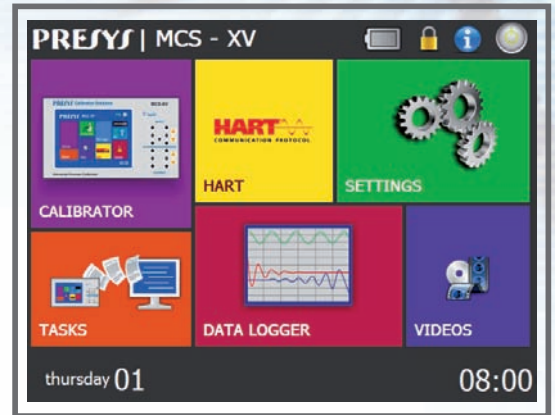 PRESYS | MCS - XV
CALIBRATOR
HART
COMMUNICATION PROTOCOL
HART
SETTINGS
TASKS
DATA LOGGER
VIDEOS
thursday 01
08:00